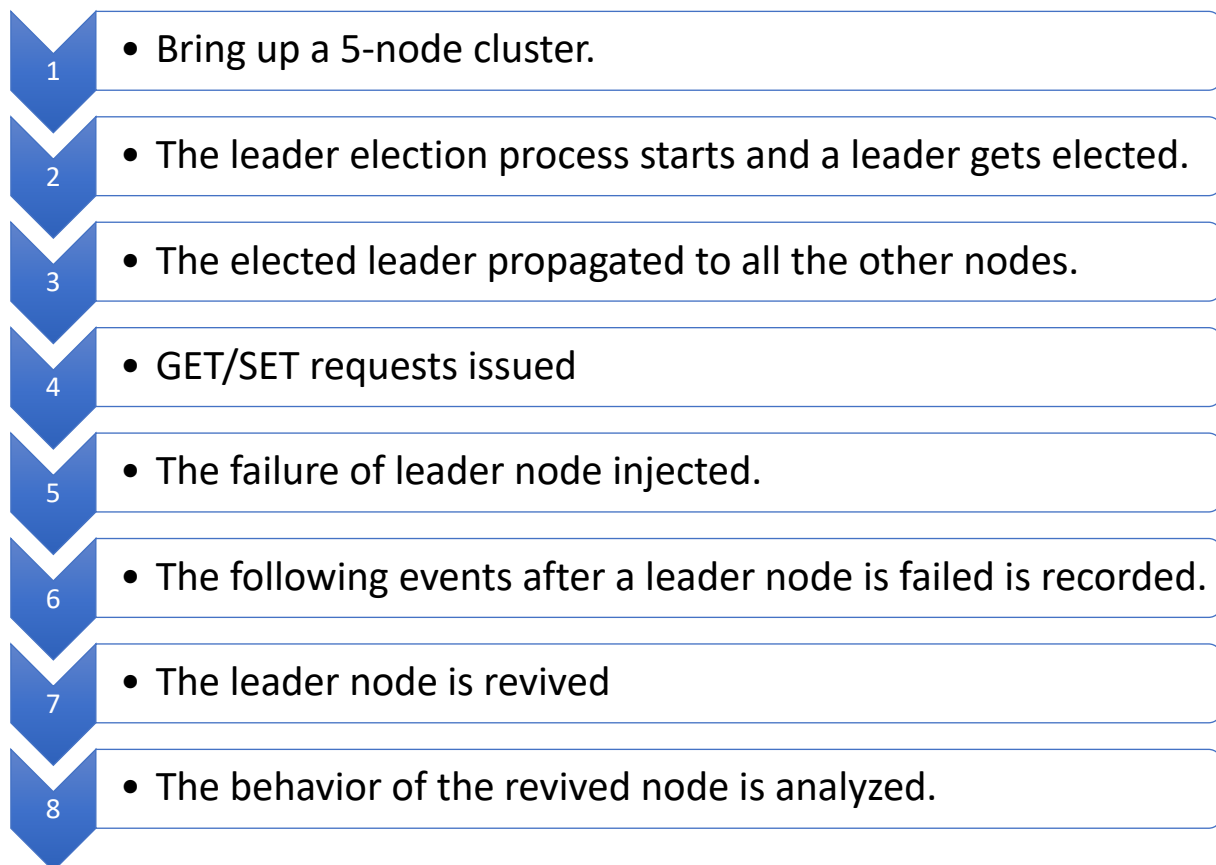 1
• Bring up a 5-node cluster.
2
• The leader election process starts and a leader gets elected.
3
• The elected leader propagated to all the other nodes.
4
• GET/SET requests issued
5
• The failure of leader node injected.
6
• The following events after a leader node is failed is recorded.
7
• The leader node is revived
8
• The behavior of the revived node is analyzed.